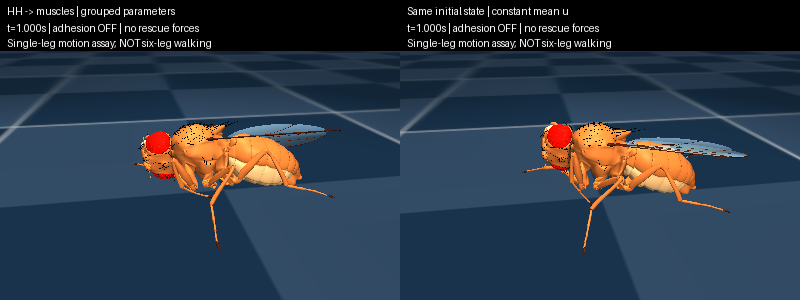 HH -> muscles | grouped parameters
t=1.000s | adhesion OFF | no rescue forces
Single-leg motion assay; NOT six-leg walking
Same initial state | constant mean u
t=1.000s | adhesion OFF | no rescue forces
Single-leg motion assay; NOT six-leg walking